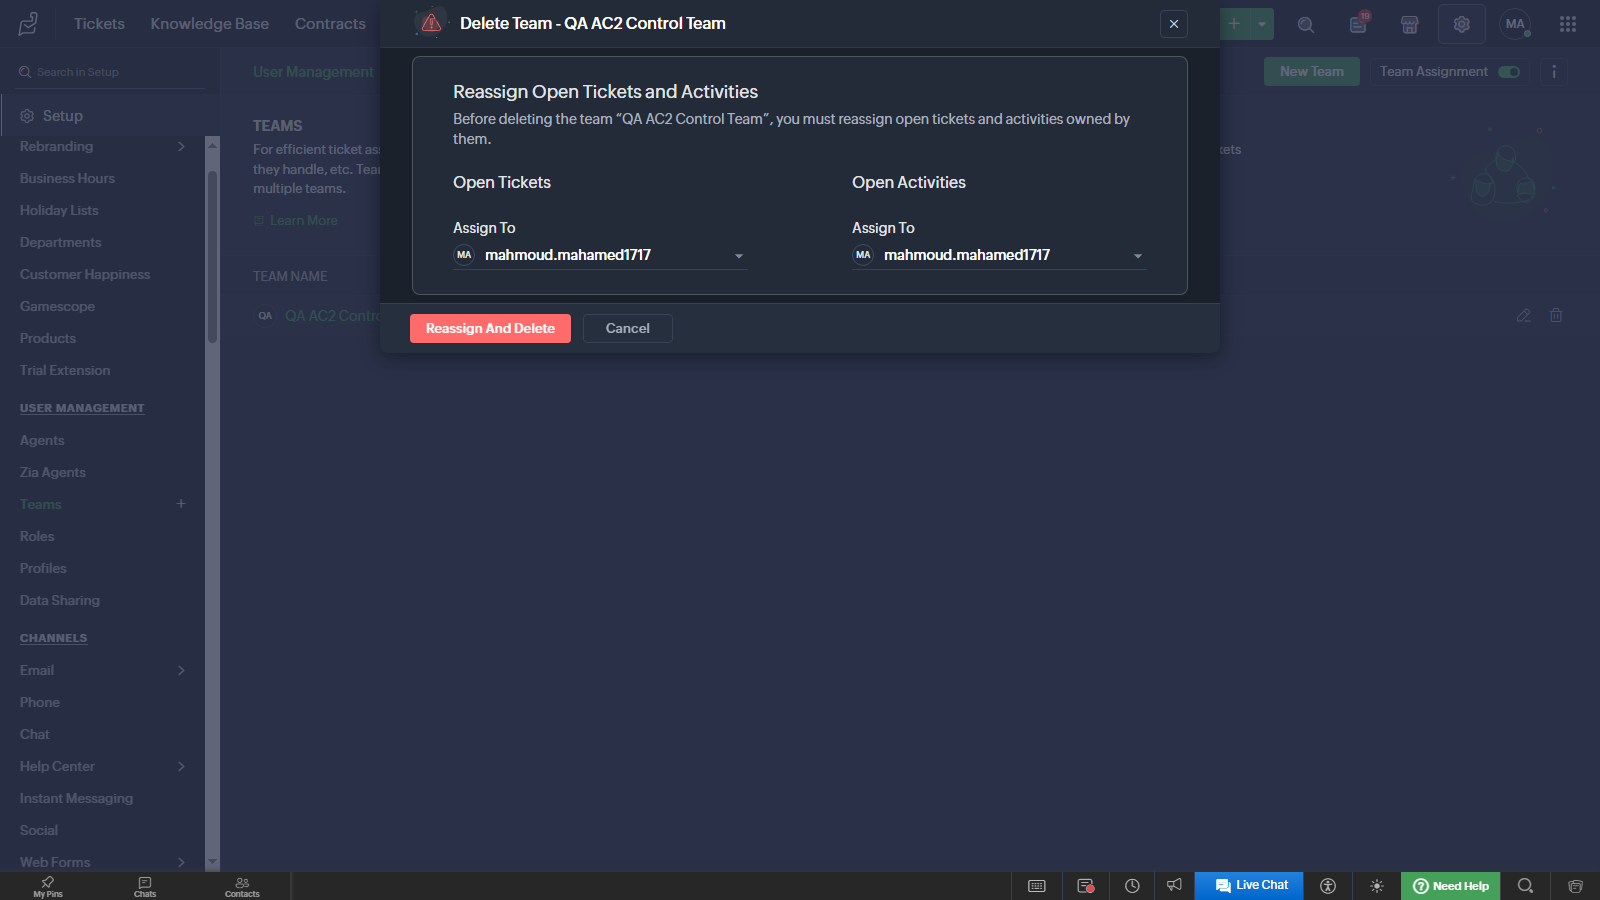 Tickets
Knowledge Base
Contracts
Delete Team - QA AC2 Control Team
19
MA
Search in Setup
User Management
New Team
Team Assignment
Setup
Reassign Open Tickets and Activities
Before deleting the team “QA AC2 Control Team”, you must reassign open tickets and activities owned by
them.
Open Tickets
Open Activities
Assign To
Assign To
MA mahmoud.mahamed1717
MA mahmoud.mahamed1717
Reassign And Delete
Cancel
TEAMS
For efficient ticket
they handle, etc.
multiple teams.
Learn More
TEAM NAME
QA QA AC2
Rebranding
Business Hours
Holiday Lists
Departments
Customer Happiness
Gamescope
Products
Trial Extension
USER MANAGEMENT
Agents
Zia Agents
Teams
Roles
Profiles
Data Sharing
CHANNELS
Email
Phone
Chat
Help Center
Instant Messaging
Social
Web Forms
My Pins
Chats
Contacts
Live Chat
Need Help